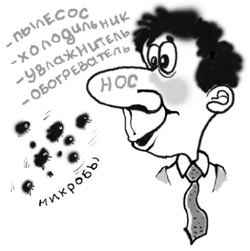 -ПЫЛЕСОС
-ХОЛОДИЛЬНИК
-УВЛАЖНИТЕЛЬ
-ОБОГРЕВАТЕЛЬ
НОС
микробы